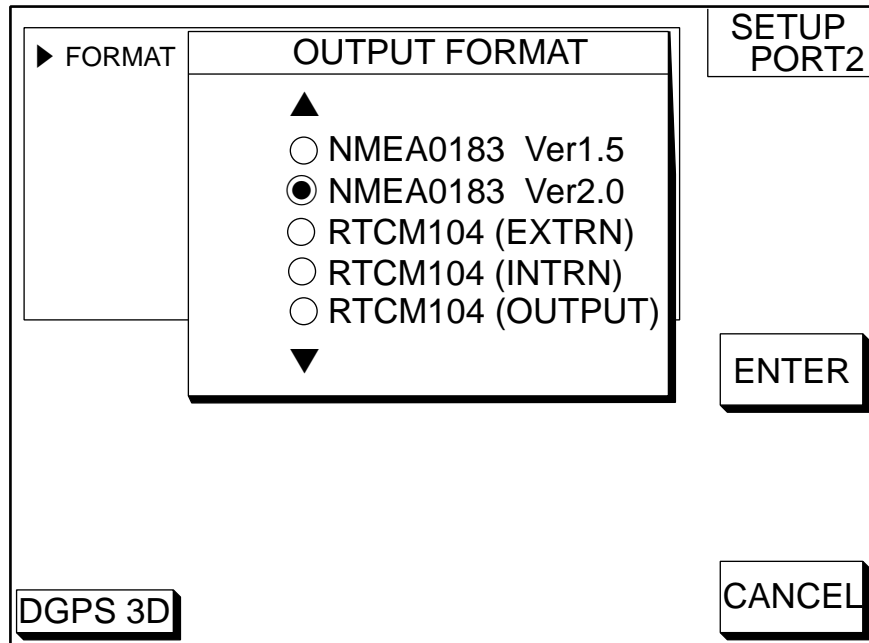 SETUP
PORT2
FORMAT
OUTPUT FORMAT
NMEA0183 Ver1.5
NMEA0183 Ver2.0
RTCM104 (EXTRN)
RTCM104 (INTRN)
RTCM104 (OUTPUT)
ENTER
CANCEL
DGPS 3D